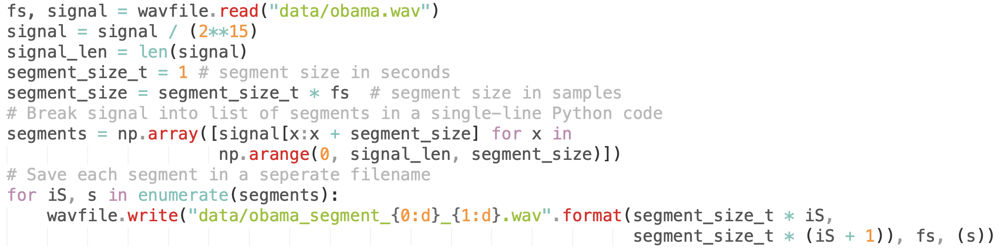 fs, signal = wavfile.read("data/obama.wav")
signal = signal / (2**15)
signal_len = len(signal)
segment_size_t = 1 # segment size in seconds
segment_size = segment_size_t * fs  # segment size in samples
# Break signal into list of segments in a single-line Python code
segments = np.array([signal[x:x + segment_size] for x in
                     np.arange(0, signal_len, segment_size)])
# Save each segment in a seperate filename
for iS, s in enumerate(segments):
    wavfile.write("data/obama_segment_{0:d}_{1:d}.wav".format(segment_size_t * iS,
                                                              segment_size_t * (iS + 1)), fs, (s))